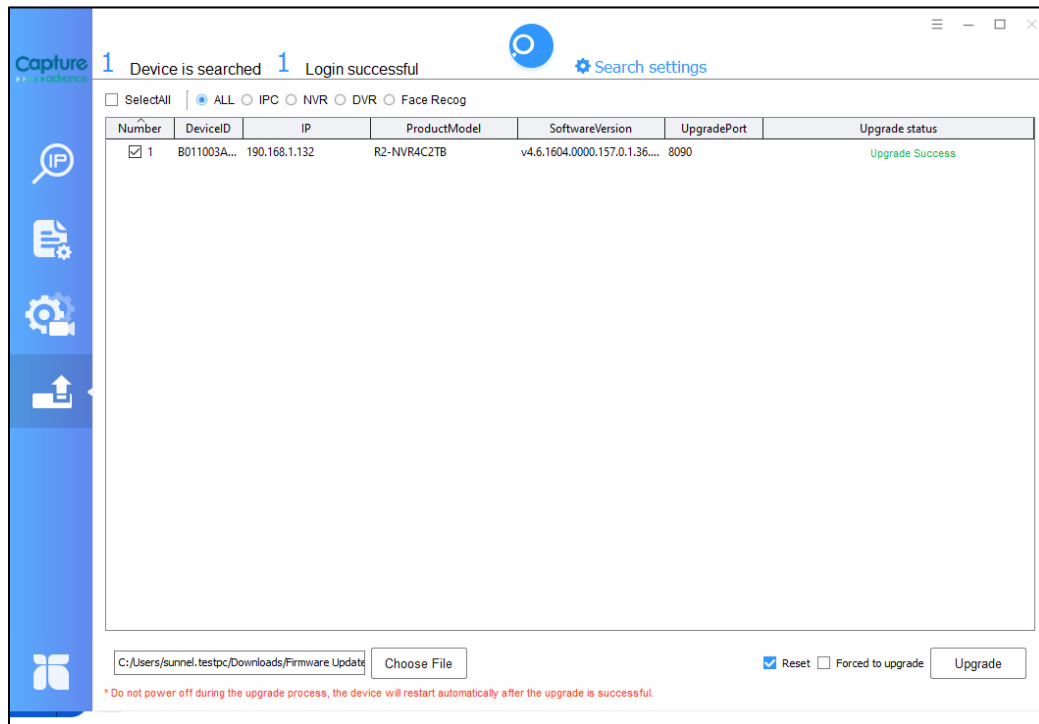 Capture
advance
1 Device is searched 1 Login successful
Search settings
SelectAll ALL IPC NVR DVR Face Recog
Number DeviceID IP ProductModel SoftwareVersion UpgradePort Upgrade status
1 B011003A... 190.168.1.132 R2-NVR4C2TB v4.6.1604.0000.157.0.1.36.... 8090 Upgrade Success
IP
C:/Users/sunnel.testpc/Downloads/Firmware Update Choose File Reset Forced to upgrade Upgrade
* Do not power off during the upgrade process, the device will restart automatically after the upgrade is successful.